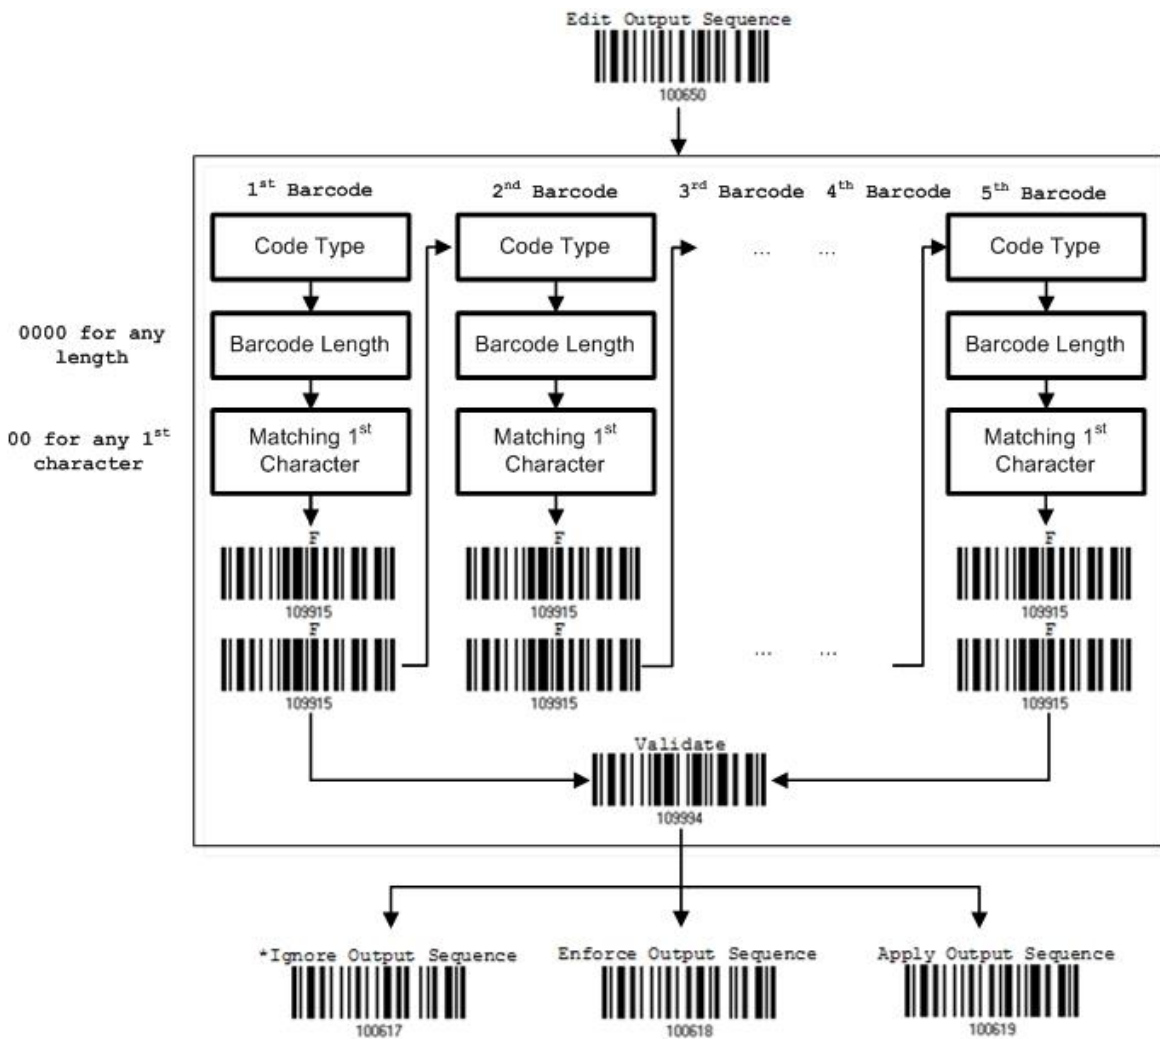 Edit Output Sequence
100650
1st Barcode 2nd Barcode 3rd Barcode 4th Barcode 5th Barcode
Code Type
Code Type
... ...
Code Type
0000 for any
length
Barcode Length
Barcode Length
Barcode Length
00 for any 1st
character
Matching 1st
Character
Matching 1st
Character
Matching 1st
Character
109915
109915
109915
109915
109915
... ...
109915
Validate
109994
*Ignore Output Sequence
100617
Enforce Output Sequence
100618
Apply Output Sequence
100619